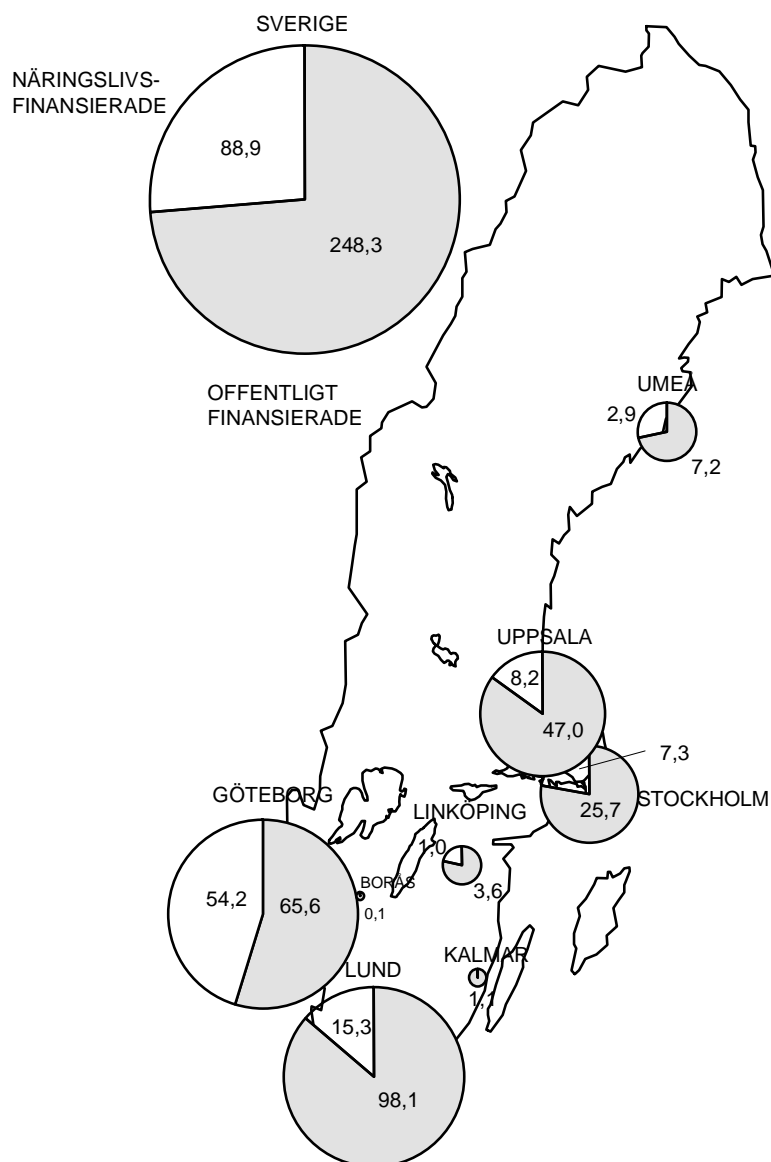 SVERIGE
NÄRINGSLIVS-
FINANSIERADE
88,9
248,3
OFFENTLIGT
FINANSIERADE
UMEA
2,9
7,2
UPPSALA
8,2
47,0
7,3
STOCKHOLM
25,7
GÖTEBORG
54,2
65,6
LINKÖPING
1,0
3,6
BORÅS
0,1
KALMAR
1,1
LUND
15,3
98,1